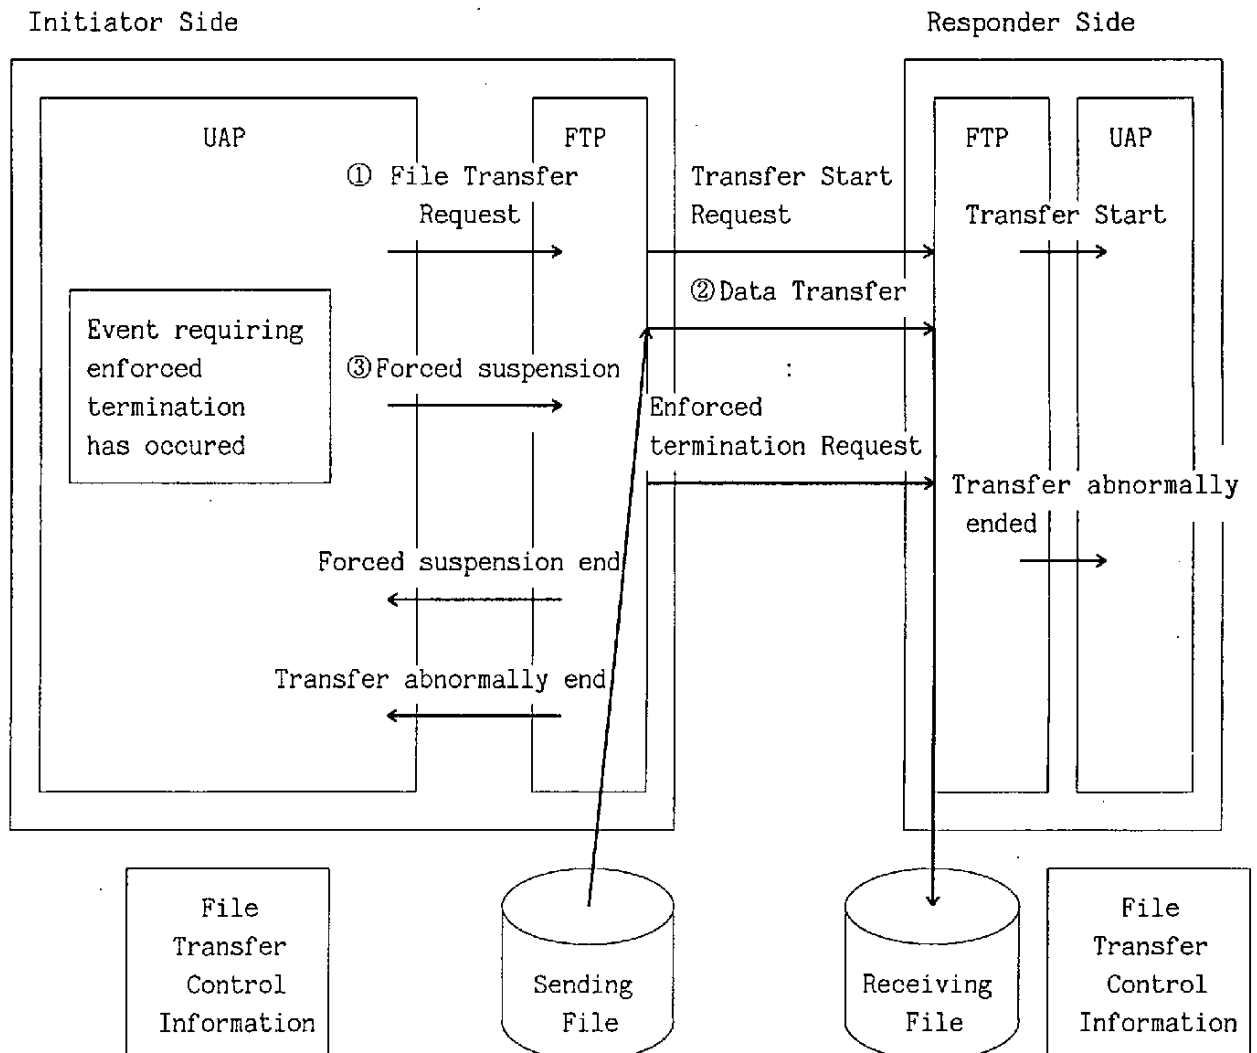 Initiator Side
Responder Side
UAP
FTP
FTP
UAP
① File Transfer
Request
Transfer Start
Request
Transfer Start
②Data Transfer
Event requiring
enforced
termination
has occured
③Forced suspension
:
Enforced
termination Request
Transfer abnormally
ended
Forced suspension end
Transfer abnormally end
File
Transfer
Control
Information
Sending
File
Receiving
File
File
Transfer
Control
Information